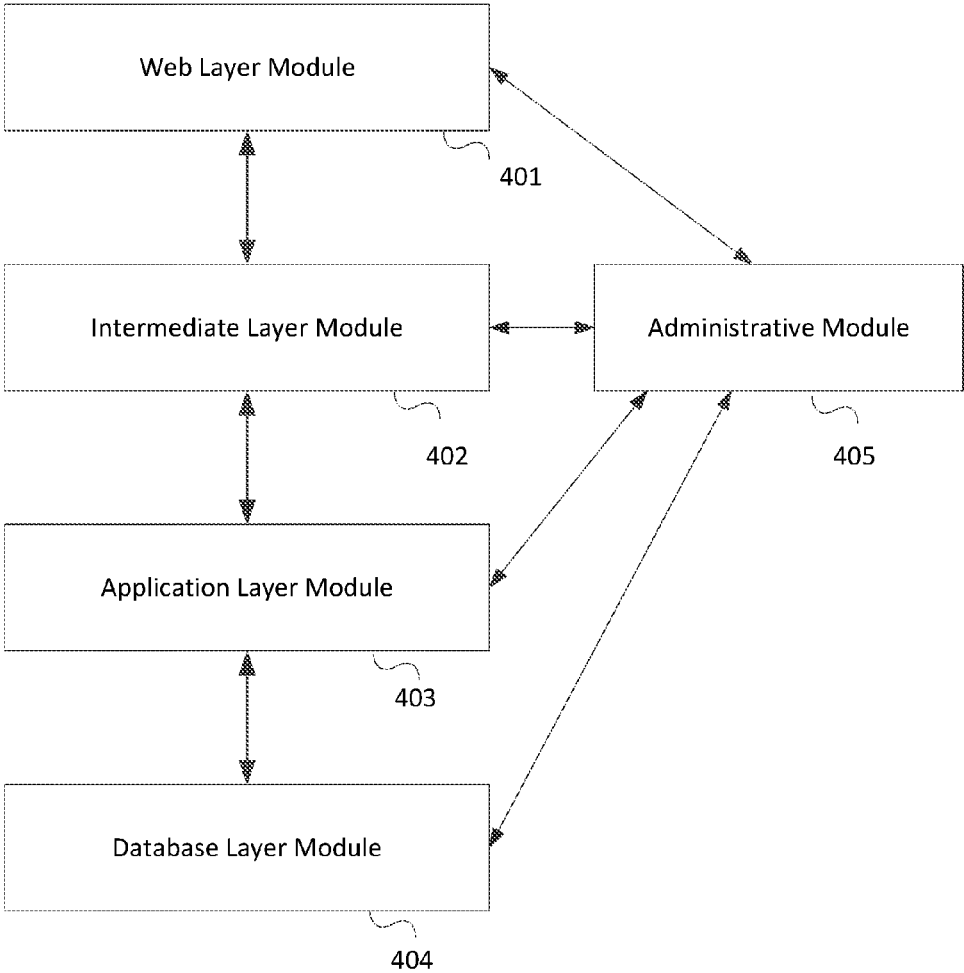 Web Layer Module
401
Intermediate Layer Module
Administrative Module
402
405
Application Layer Module
403
Database Layer Module
404